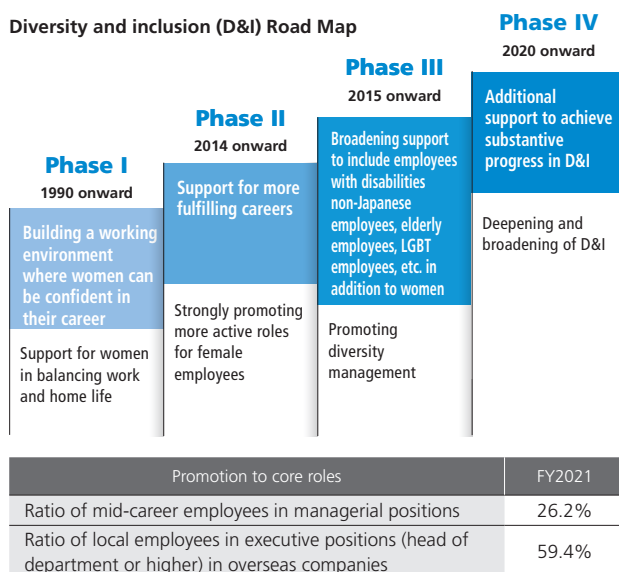 Diversity and inclusion (D&I) Road Map
Phase I
1990 onward
Building a working
environment
where women can
be confident in
their career
Support for women
in balancing work
and home life
Phase II
2014 onward
Support for more
fulfilling careers
Strongly promoting
more active roles
for female
employees
Phase III
2015 onward
Broadening support
to include employees
with disabilities
non-Japanese
employees, elderly
employees, LGBT
employees, etc. in
addition to women
Promoting
diversity
management
Phase IV
2020 onward
Additional
support to achieve
substantive
progress in D&I
Deepening and
broadening of D&I
Promotion to core roles FY2021
Ratio of mid-career employees in managerial positions 26.2%
Ratio of local employees in executive positions (head of
department or higher) in overseas companies 59.4%